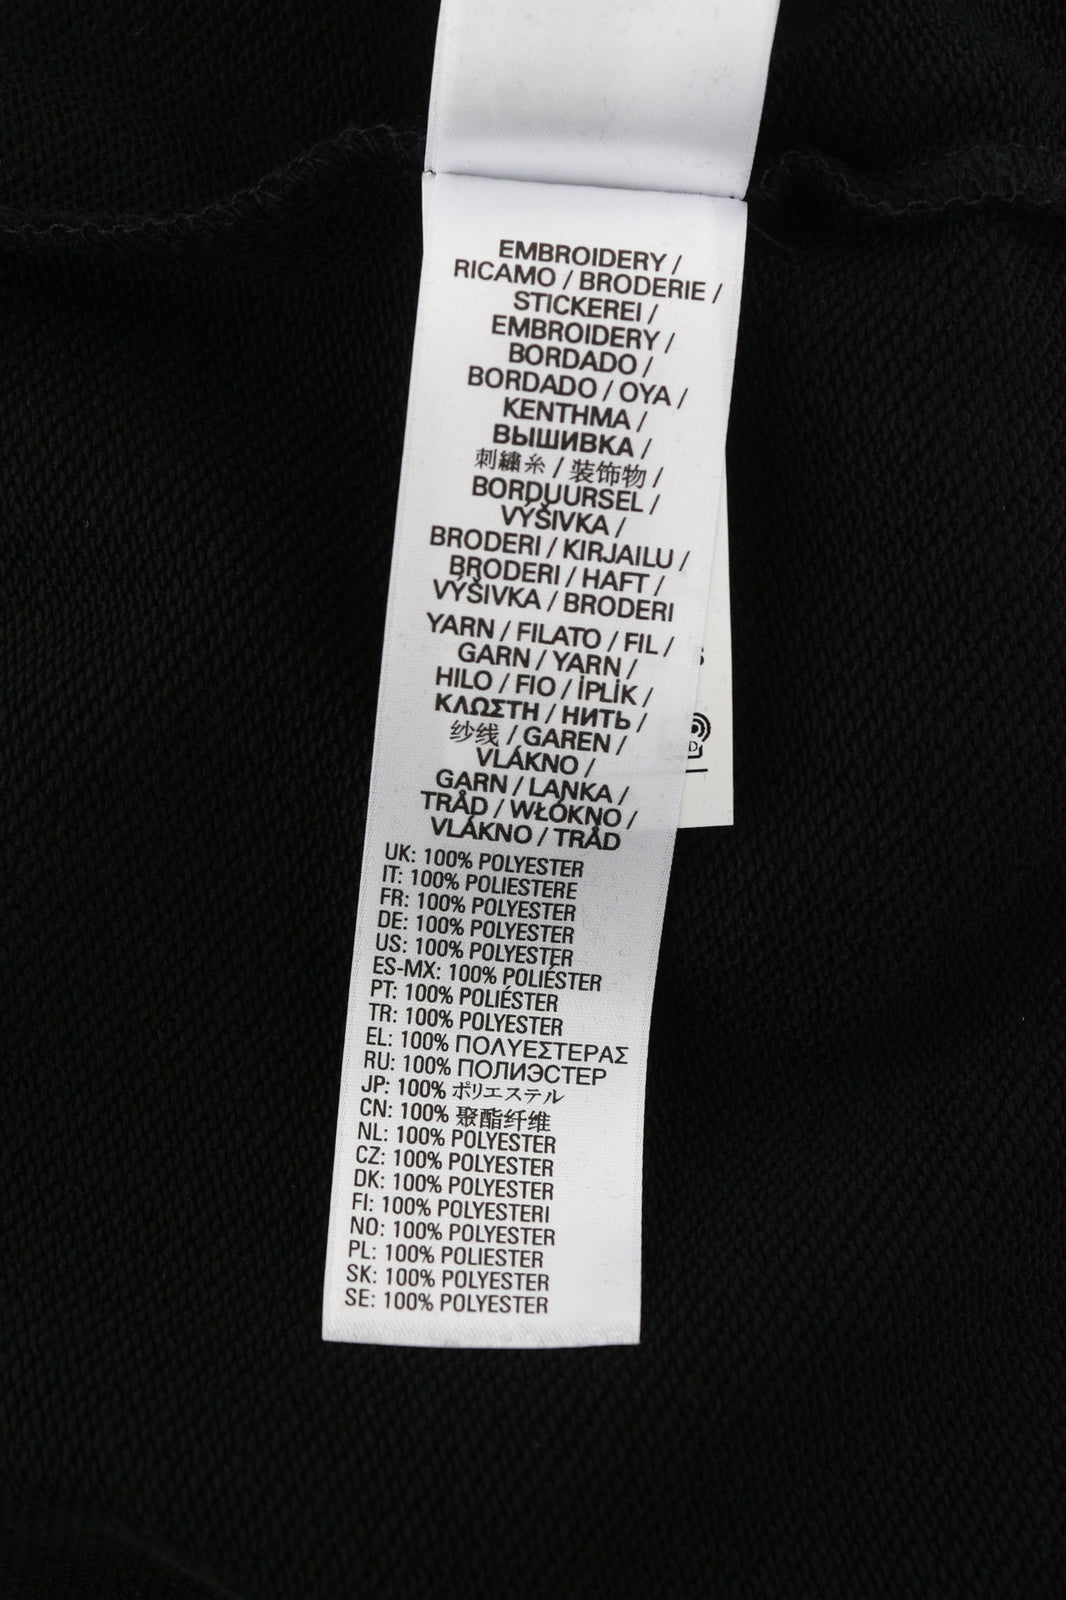 EMBROIDERY /
RICAMO / BRODERIE /
STICKEREI /
EMBROIDERY /
BORDADO /
BORDADO / OYA /
ΚΕΝΤΗΜΑ /
ВЫШИВКА /
刺繍糸 / 装饰物 /
BORDUURSEL /
VÝŠIVKA /
BRODERI / KIRJAILU /
BRODERI / HAFT /
VÝŠIVKA / BRODERI
YARN / FILATO / FIL /
GARN / YARN /
HILO / FIO / İPLİK /
ΚΛΩΣΤΗ / НИТЬ /
纱线 / GAREN /
VLÁKNO /
GARN / LANKA /
TRÅD / WŁÓKNO /
VLÁKNO / TRÅD
UK: 100% POLYESTER
IT: 100% POLIESTERE
FR: 100% POLYESTER
DE: 100% POLYESTER
US: 100% POLYESTER
ES-MX: 100% POLIÉSTER
PT: 100% POLIÉSTER
TR: 100% POLYESTER
EL: 100% ΠΟΛΥΕΣΤΕΡΑΣ
RU: 100% ПОЛИЭСТЕР
JP: 100% ポリエステル
CN: 100% 聚酯纤维
NL: 100% POLYESTER
CZ: 100% POLYESTER
DK: 100% POLYESTER
FI: 100% POLYESTERI
NO: 100% POLYESTER
PL: 100% POLIESTER
SK: 100% POLYESTER
SE: 100% POLYESTER